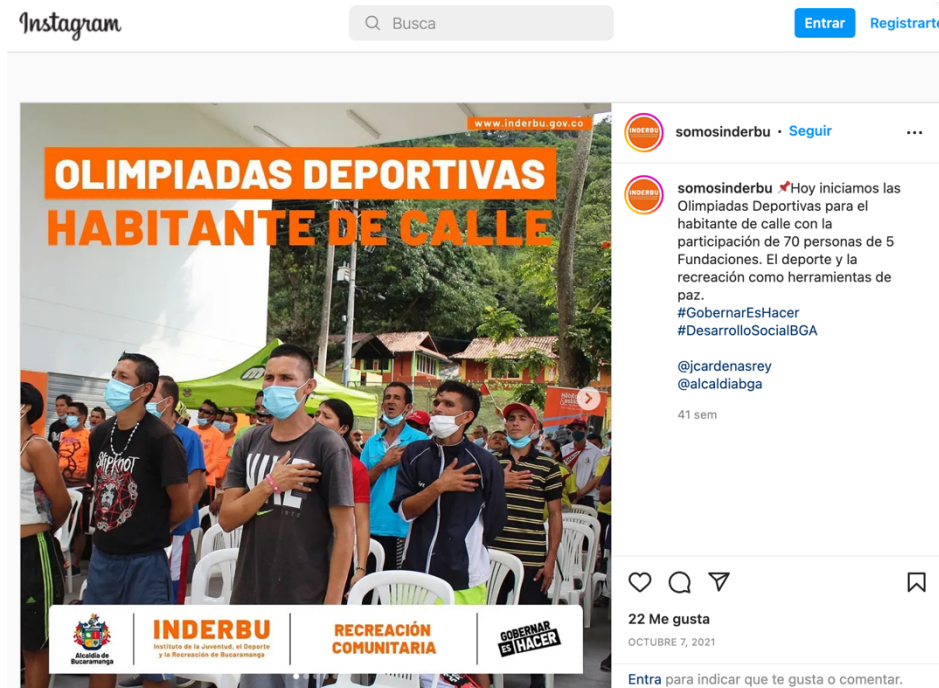 Instagram
Busca
Entrar
Registrarte
www.inderbu.gov.co
OLIMPIADAS DEPORTIVAS
HABITANTE DE CALLE
INDERBU
somosinderbu • Seguir
INDERBU
somosinderbu 📌Hoy iniciamos las
Olimpiadas Deportivas para el
habitante de calle con la
participación de 70 personas de 5
Fundaciones. El deporte y la
recreación como herramientas de
paz.
#GobernarEsHacer
#DesarrolloSocialBGA
@jcardenasrey
@alcaldiabga
41 sem
SLIPKNOT
NIKE
Alcaldía de
Bucaramanga
INDERBU
Instituto de la Juventud, el Deporte
y la Recreación de Bucaramanga
RECREACIÓN
COMUNITARIA
GOBERNAR
ES HACER
22 Me gusta
OCTUBRE 7, 2021
Entra para indicar que te gusta o comentar.